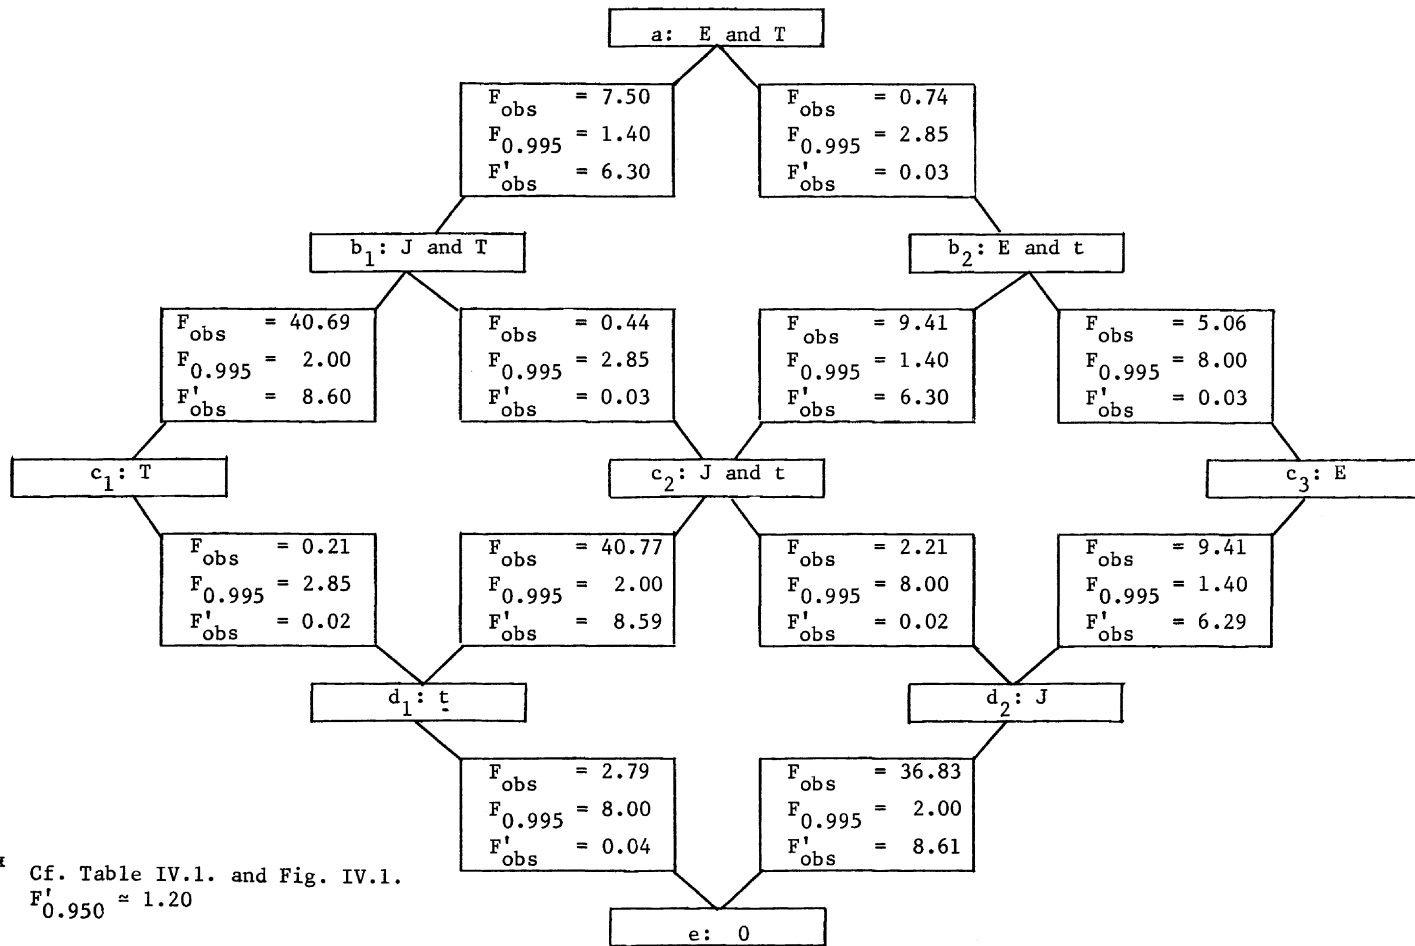 a: E and T
F_obs = 7.50
F_0.995 = 1.40
F'_obs = 6.30
F_obs = 0.74
F_0.995 = 2.85
F'_obs = 0.03
b_1: J and T
b_2: E and t
F_obs = 40.69
F_0.995 = 2.00
F'_obs = 8.60
F_obs = 0.44
F_0.995 = 2.85
F'_obs = 0.03
F_obs = 9.41
F_0.995 = 1.40
F'_obs = 6.30
F_obs = 5.06
F_0.995 = 8.00
F'_obs = 0.03
c_1: T
c_2: J and t
c_3: E
F_obs = 0.21
F_0.995 = 2.85
F'_obs = 0.02
F_obs = 40.77
F_0.995 = 2.00
F'_obs = 8.59
F_obs = 2.21
F_0.995 = 8.00
F'_obs = 0.02
F_obs = 9.41
F_0.995 = 1.40
F'_obs = 6.29
d_1: t
d_2: J
F_obs = 2.79
F_0.995 = 8.00
F'_obs = 0.04
F_obs = 36.83
F_0.995 = 2.00
F'_obs = 8.61
Cf. Table IV.1. and Fig. IV.1.
F'_0.950 ≃ 1.20
e: 0